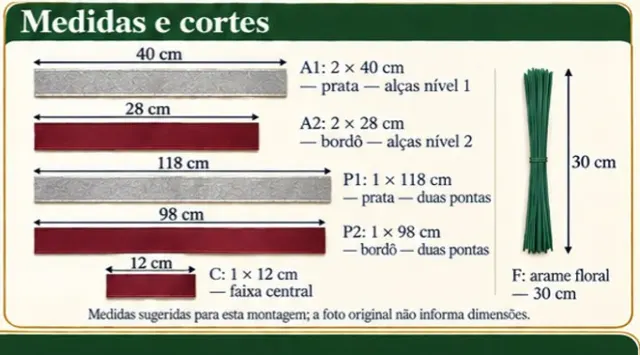 Medidas e cortes
40 cm
A1: 2 × 40 cm
— prata — alças nível 1
28 cm
A2: 2 × 28 cm
— bordô — alças nível 2
118 cm
P1: 1 × 118 cm
— prata — duas pontas
98 cm
P2: 1 × 98 cm
— bordô — duas pontas
12 cm
C: 1 × 12 cm
— faixa central
30 cm
F: arame floral
— 30 cm
Medidas sugeridas para esta montagem; a foto original não informa dimensões.